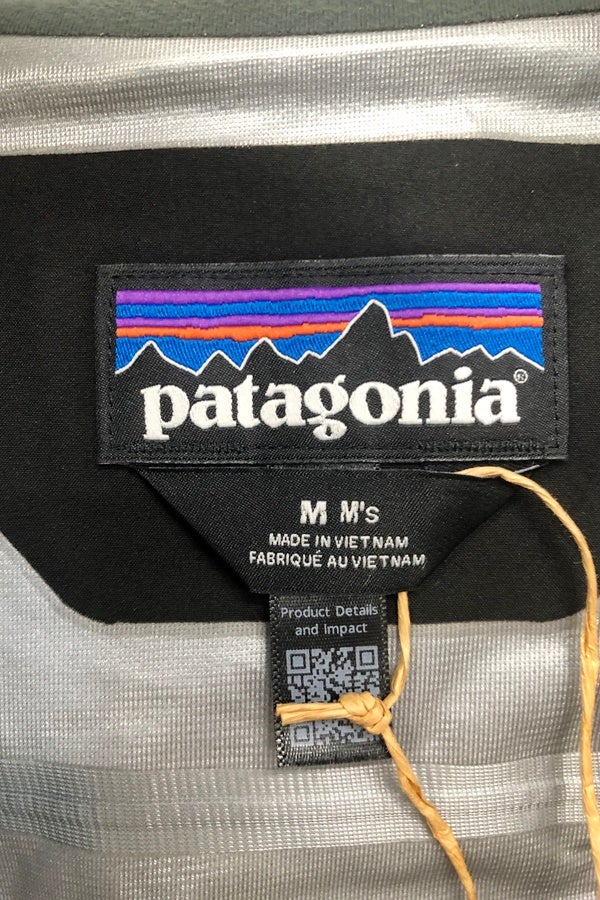 patagonia®
M M's
MADE IN VIETNAM
FABRIQUÉ AU VIETNAM
Product Details
and Impact